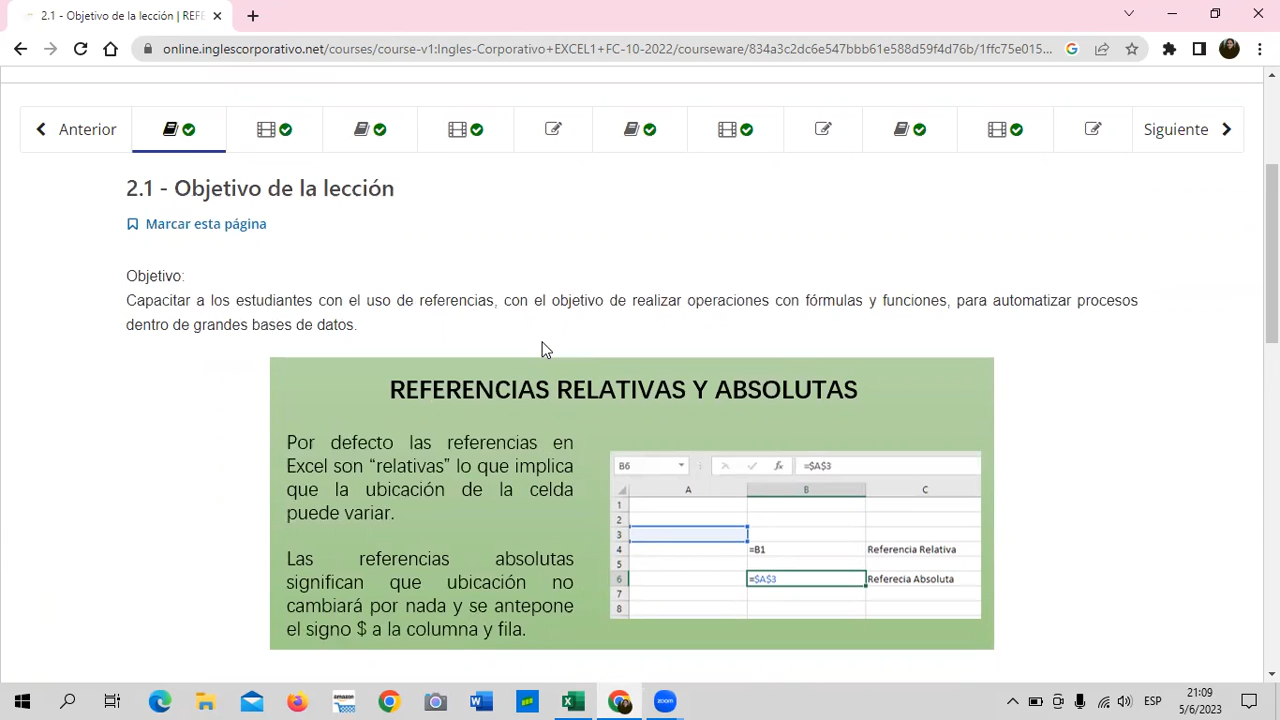 2.1 - Objetivo de la lección | REFE
online.inglescorporativo.net/courses/course-v1:Ingles-Corporativo+EXCEL1+FC-10-2022/courseware/834a3c2dc6e547bbb61e588d59f4d76b/1ffc75e015...
Anterior
Siguiente
2.1 - Objetivo de la lección
Marcar esta página
Objetivo:
Capacitar a los estudiantes con el uso de referencias, con el objetivo de realizar operaciones con fórmulas y funciones, para automatizar procesos
dentro de grandes bases de datos.
REFERENCIAS RELATIVAS Y ABSOLUTAS
Por defecto las referencias en
Excel son “relativas” lo que implica
que la ubicación de la celda
puede variar.
Las referencias absolutas
significan que ubicación no
cambiará por nada y se antepone
el signo $ a la columna y fila.
B6 fx =$A$3
A B C
1
2
3
4 =B1 Referencia Relativa
5
6 =$A$3 Referecia Absoluta
7
8
amazon
zoom
ESP
21:09
5/6/2023